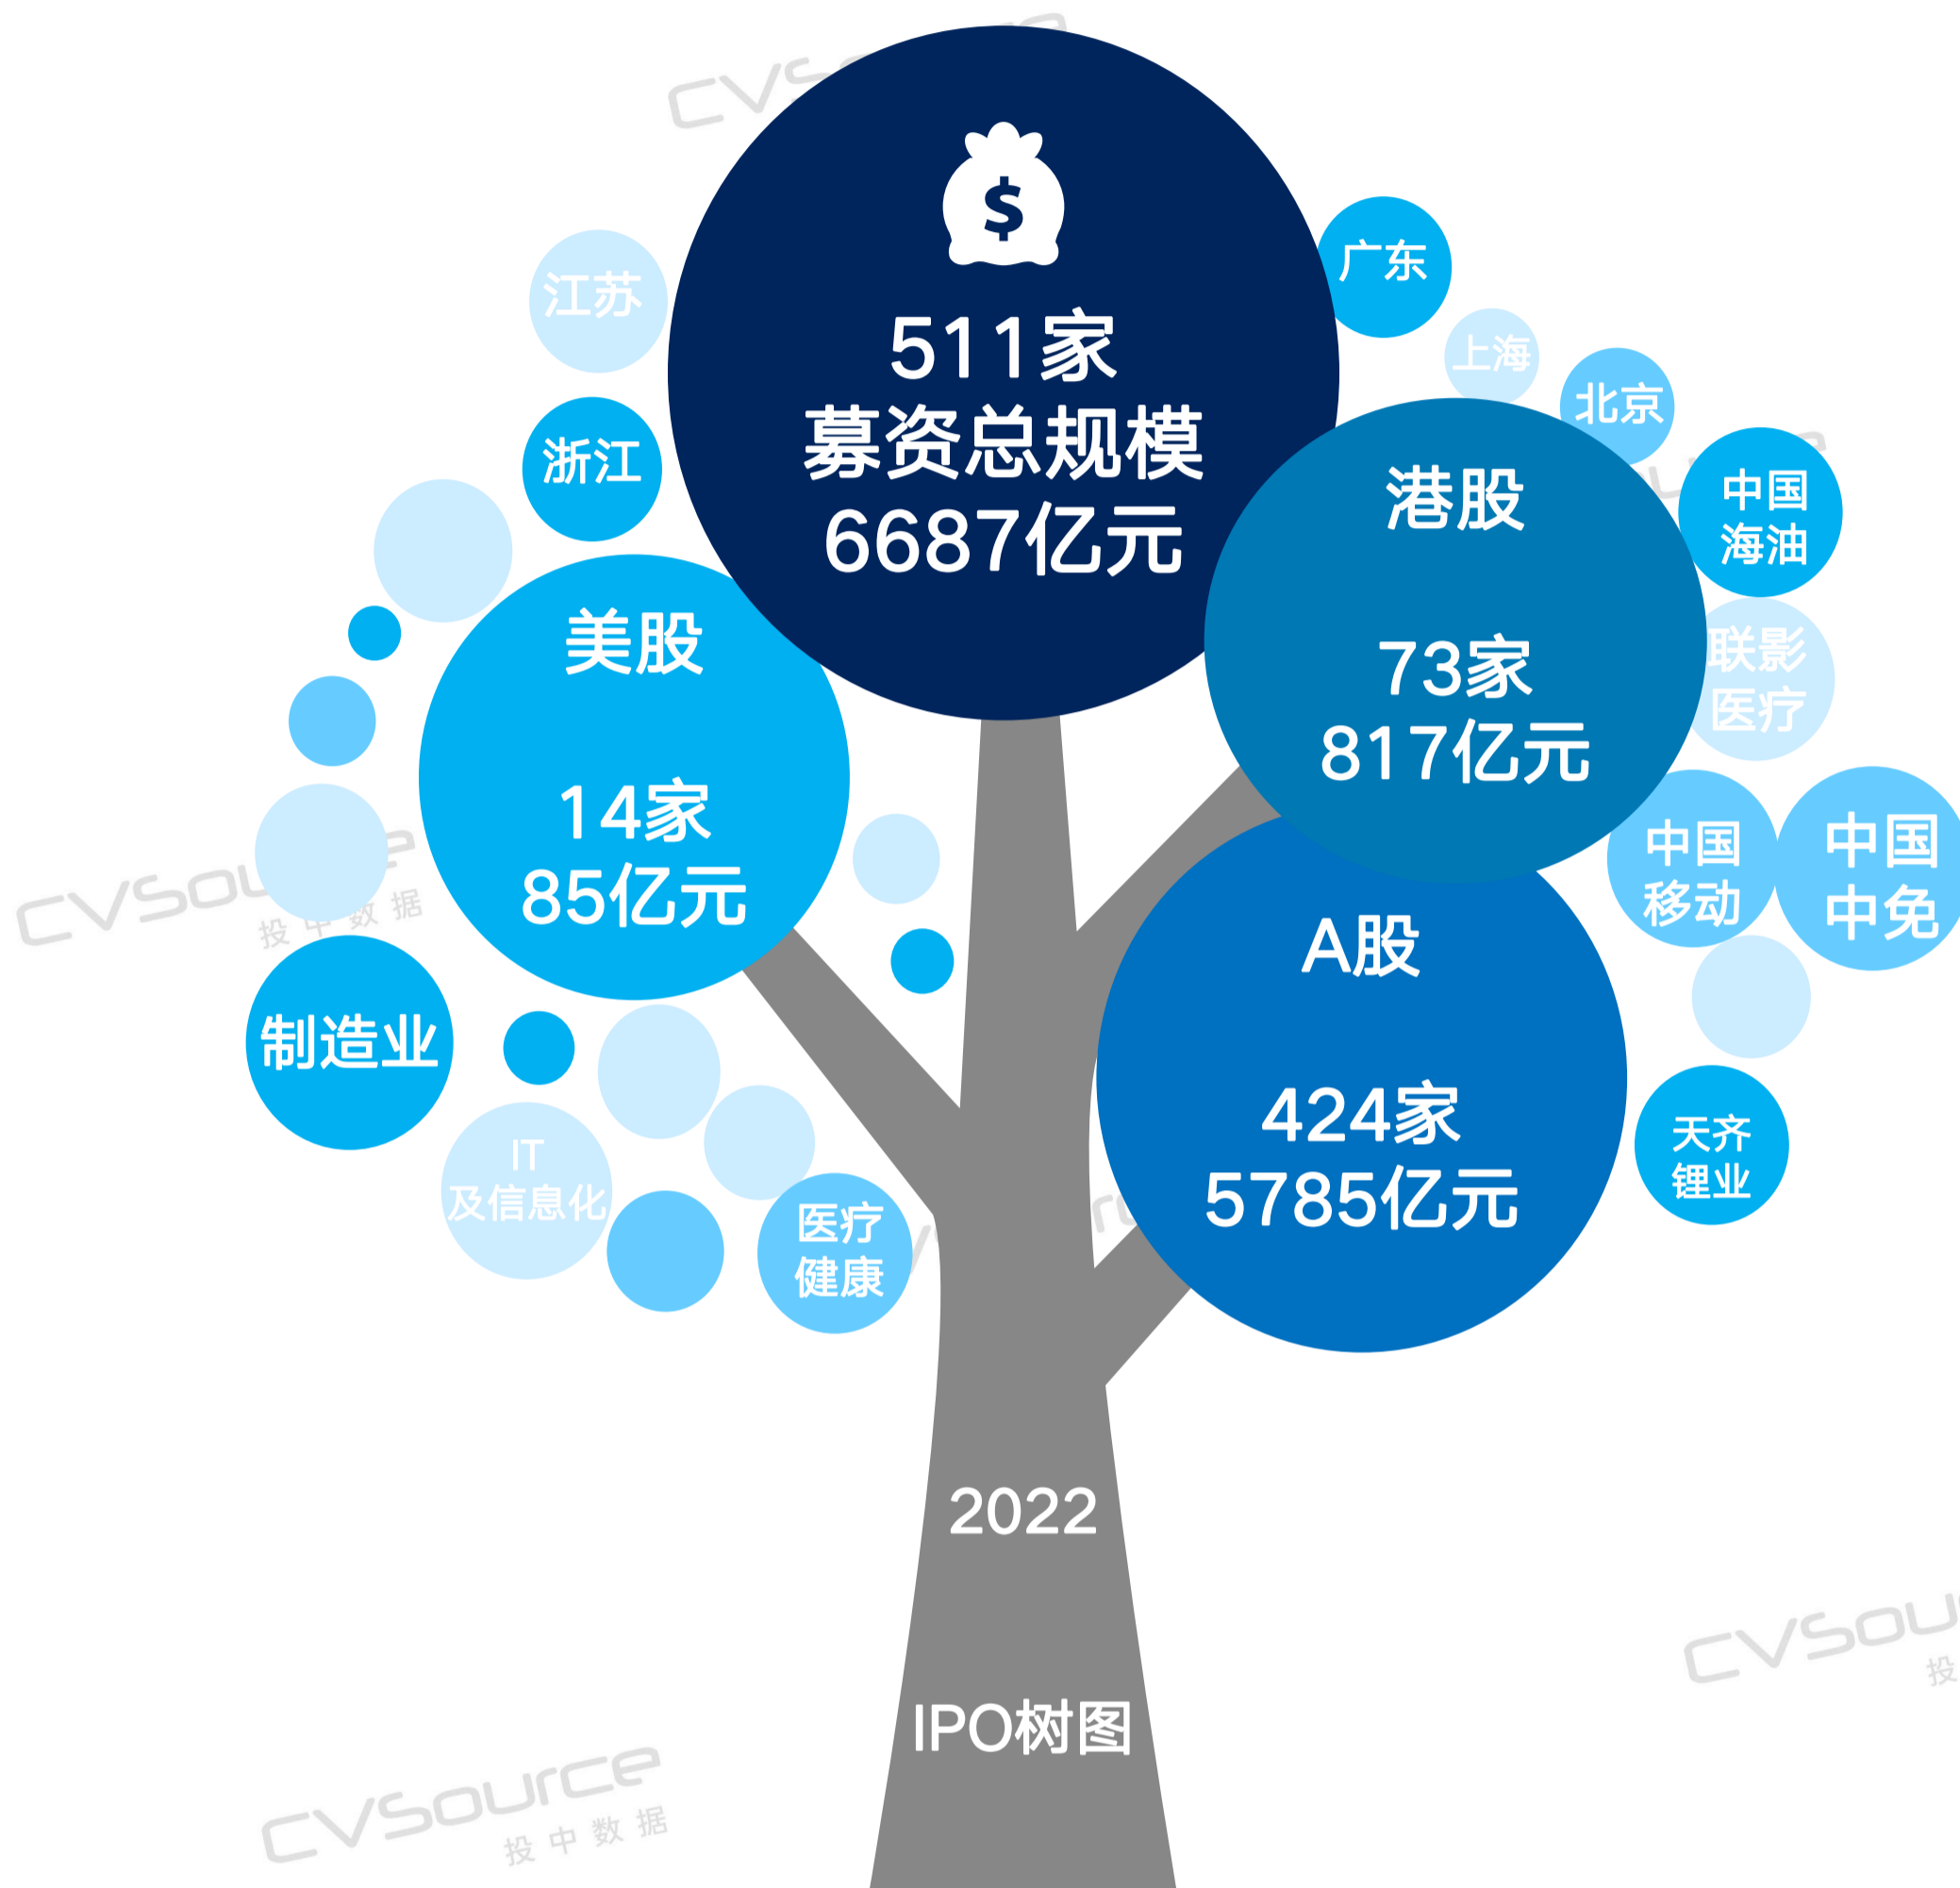 511家
募资总规模
6687亿元
江苏
浙江
广东
上海
北京
港股
73家
817亿元
中国
海油
联影
医疗
中国
移动
中国
中免
天齐
锂业
美股
14家
85亿元
A股
424家
5785亿元
制造业
IT
及信息化
医疗
健康
2022
IPO树图
CVSource
投中数据
CVSource
投中数据